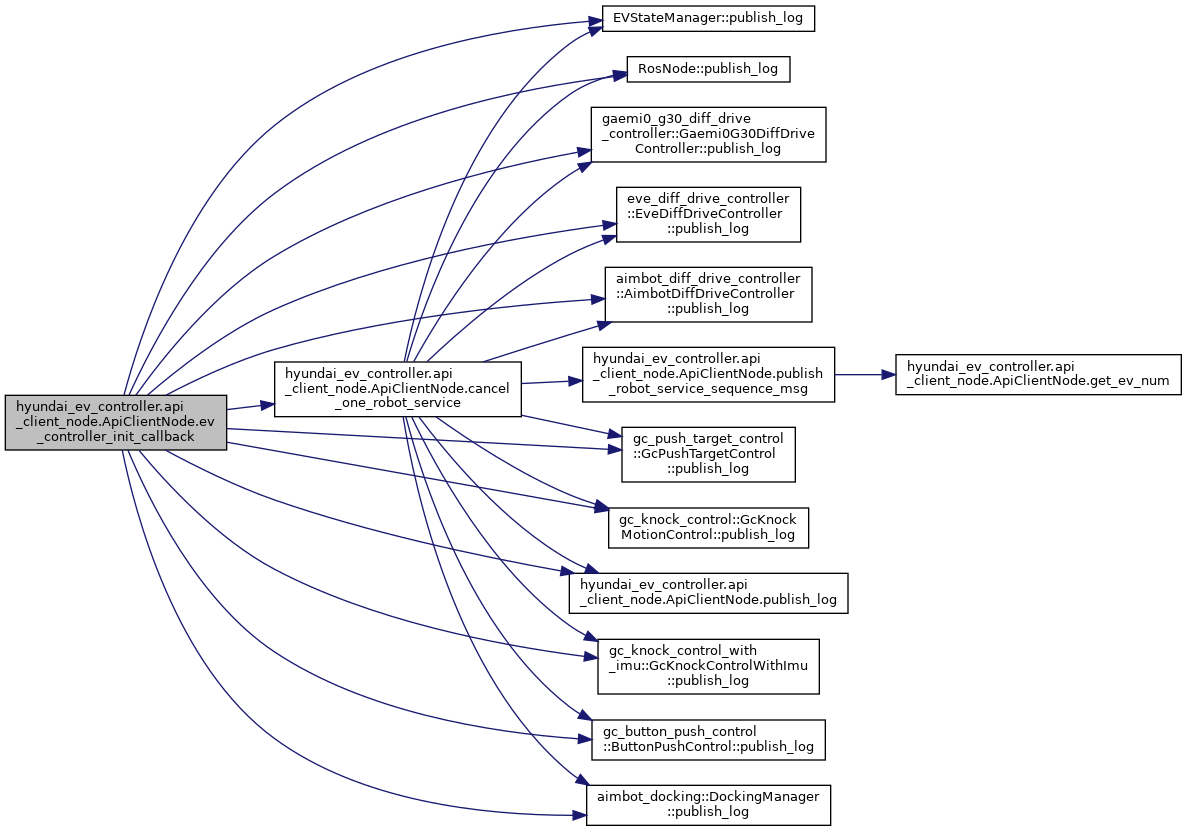 EVStateManager::publish_log
RosNode::publish_log
gaemi0_g30_diff_drive
_controller::Gaemi0G30DiffDrive
Controller::publish_log
eve_diff_drive_controller
::EveDiffDriveController
::publish_log
aimbot_diff_drive_controller
::AimbotDiffDriveController
::publish_log
hyundai_ev_controller.api
_client_node.ApiClientNode.publish
_robot_service_sequence_msg
hyundai_ev_controller.api
_client_node.ApiClientNode.get_ev_num
hyundai_ev_controller.api
_client_node.ApiClientNode.cancel
_one_robot_service
hyundai_ev_controller.api
_client_node.ApiClientNode.ev
_controller_init_callback
gc_push_target_control
::GcPushTargetControl
::publish_log
gc_knock_control::GcKnock
MotionControl::publish_log
hyundai_ev_controller.api
_client_node.ApiClientNode.publish_log
gc_knock_control_with
_imu::GcKnockControlWithImu
::publish_log
gc_button_push_control
::ButtonPushControl::publish_log
aimbot_docking::DockingManager
::publish_log